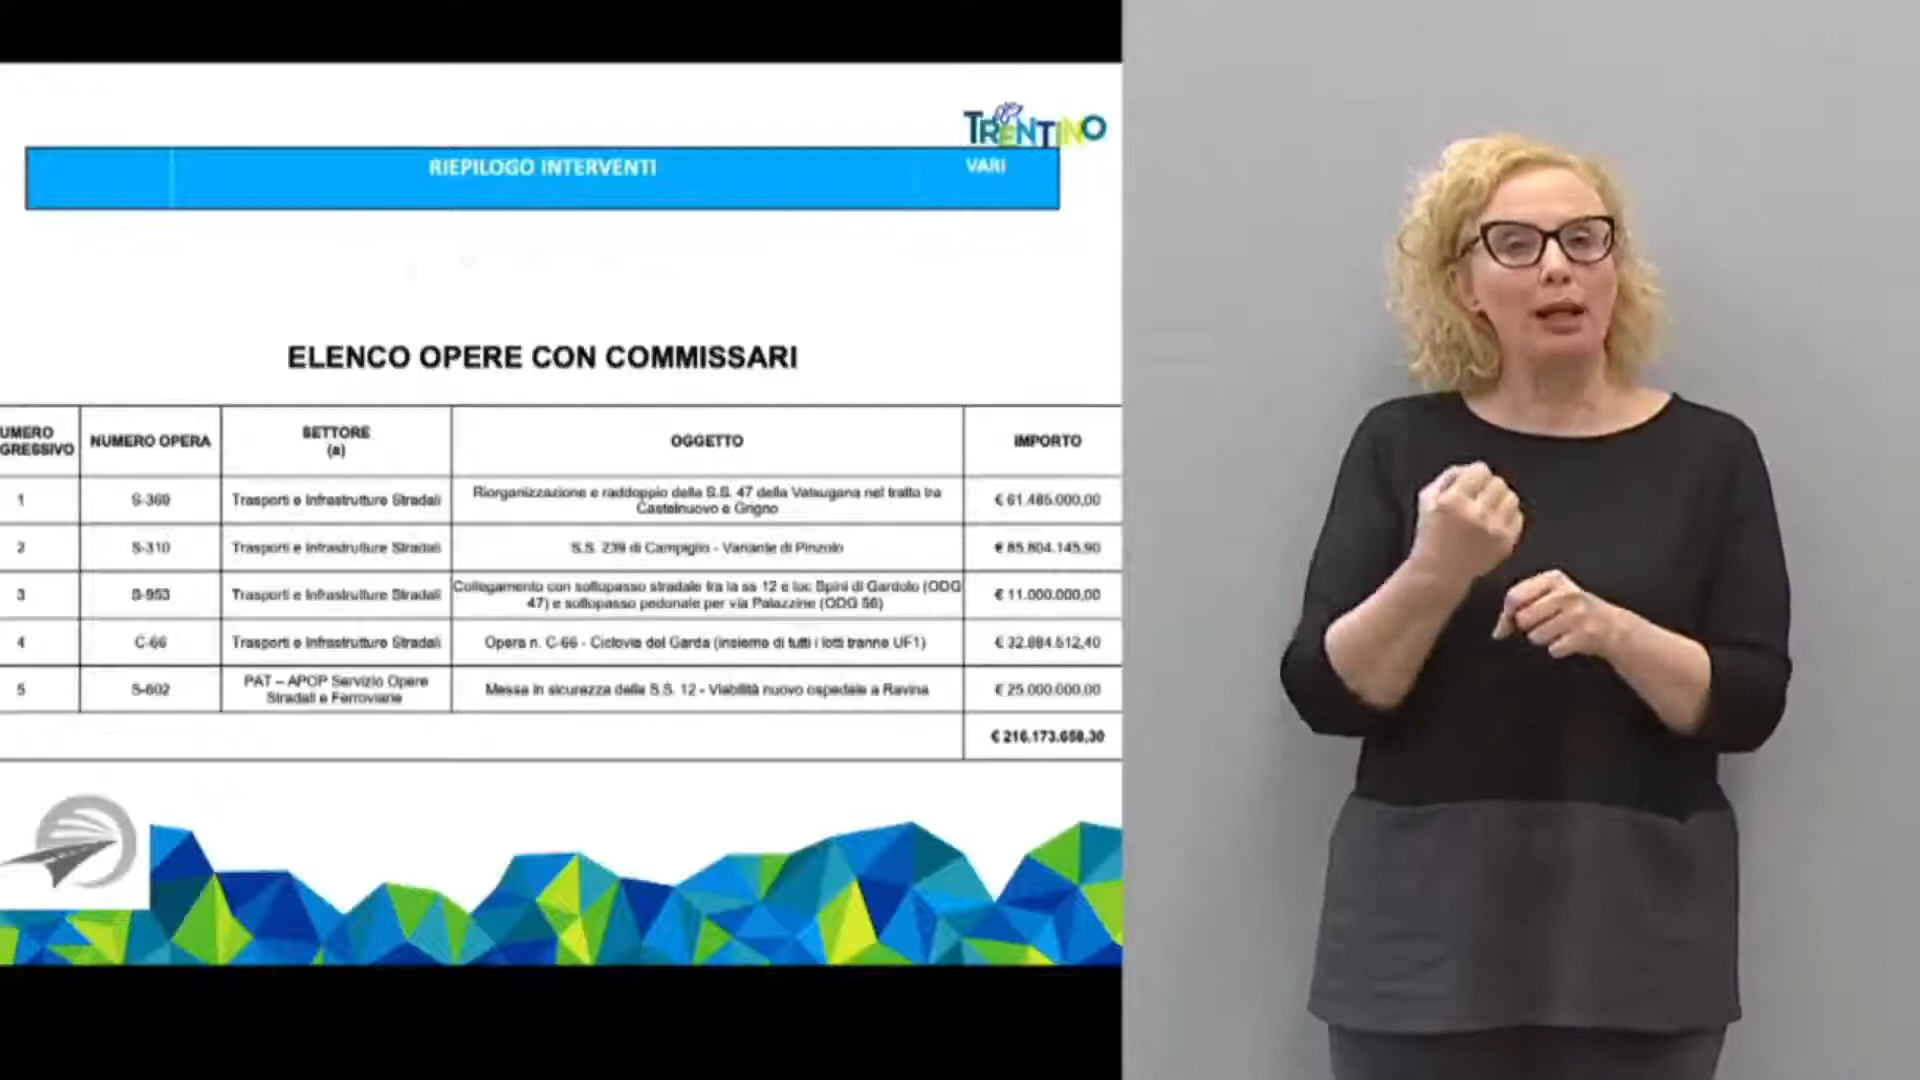 TRENTINO
RIEPILOGO INTERVENTI VARI
ELENCO OPERE CON COMMISSARI
UMERO
GRESSIVO
NUMERO OPERA
SETTORE
(a)
OGGETTO
IMPORTO
1
S-369
Trasporti e Infrastrutture Stradali
Riorganizzazione e raddoppio della S.S. 47 della Valsugana nel tratto tra
Castelnuovo e Grigno
€ 61.485.000,00
2
S-310
Trasporti e Infrastrutture Stradali
S.S. 239 di Campiglio - Variante di Pinzolo
€ 85.804.145,90
3
S-953
Trasporti e Infrastrutture Stradali
Collegamento con sottopasso stradale tra la ss 12 e loc Spini di Gardolo (ODG
47) e sottopasso pedonale per via Palazzine (ODG 56)
€ 11.000.000,00
4
C-66
Trasporti e Infrastrutture Stradali
Opera n. C-66 - Ciclovia del Garda (insieme di tutti i lotti tranne UF1)
€ 32.884.512,40
5
S-602
PAT – APOP Servizio Opere
Stradali e Ferroviarie
Messa in sicurezza della S.S. 12 - Viabilità nuovo ospedale a Ravina
€ 25.000.000,00
€ 216.173.658,30